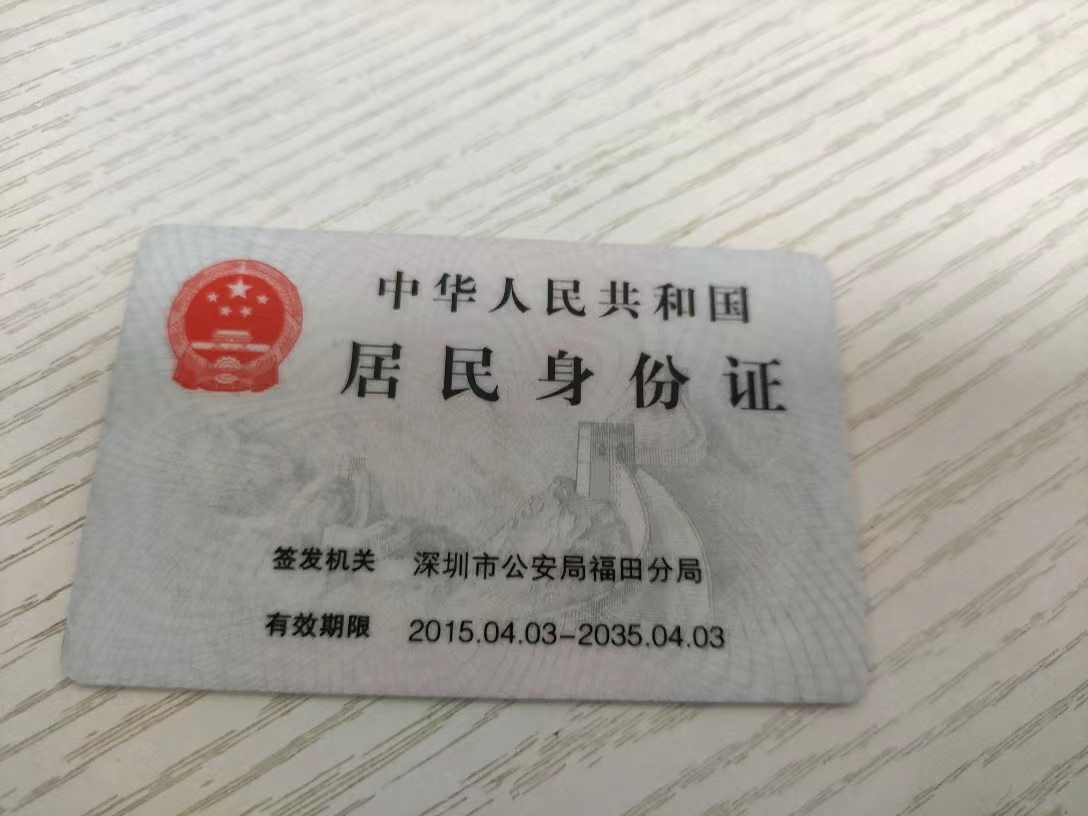 中华人民共和国
居民身份证
签发机关 深圳市公安局福田分局
有效期限 2015.04.03-2035.04.03